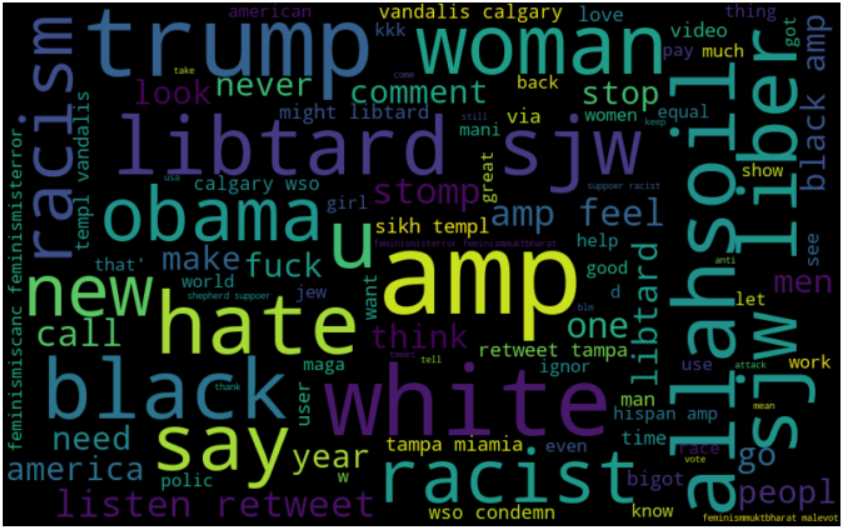 american
vandalis calgary
love
thing
trump
woman
kkk
video
got
racism
take
come
pay
much
black amp
look
never
comment
back
stop
liber
might libtard
via
women
equal
allahsoil
templ vandalis
libtard sjw
mani
still
keep
usa
calgary wso
stomp
great
suppoer racist
show
obama
girl
u
sikh templ
amp feel
feminismisterror feminismmuktbharat
help
that'
make
fuck
amp
good
anti
see
men
new
world
shepherd suppoer
jew
want
d
blm
let
sjw
call
hate
think
one
libtard
feminismiscanc feminismisterror
retweet tampa
tweet
tell
maga
ignor
use
attack
work
black
thank
white
user
man
hispan amp
mean
need
say
year
tampa miamia
even
time
race
vote
go
america
polic
w
racist
bigot
peopl
listen retweet
wso condemn
know
feminismmuktbharat malevot